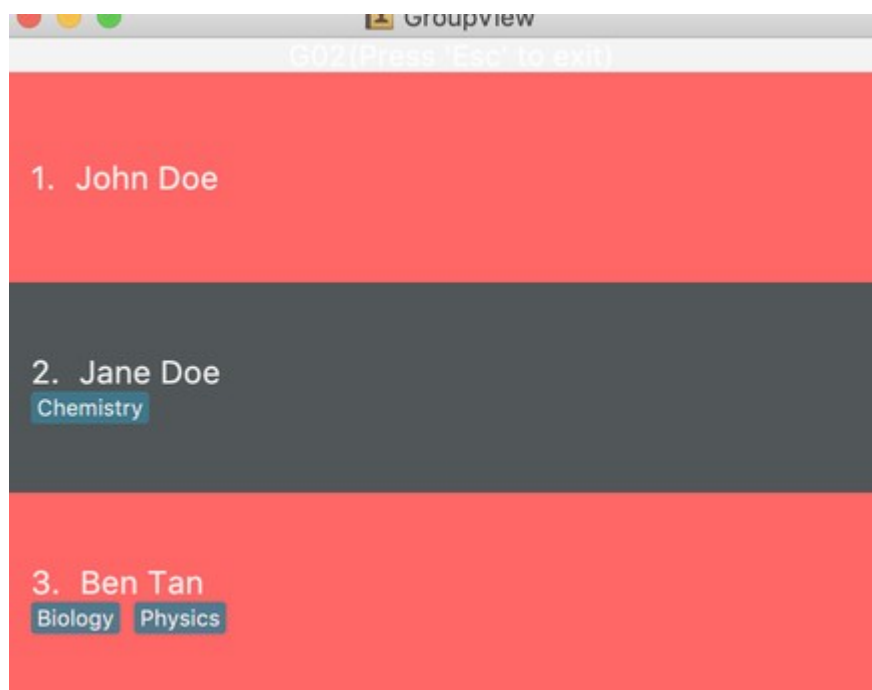 GroupView
G02(Press 'Esc' to exit)
1. John Doe
2. Jane Doe
Chemistry
3. Ben Tan
Biology Physics